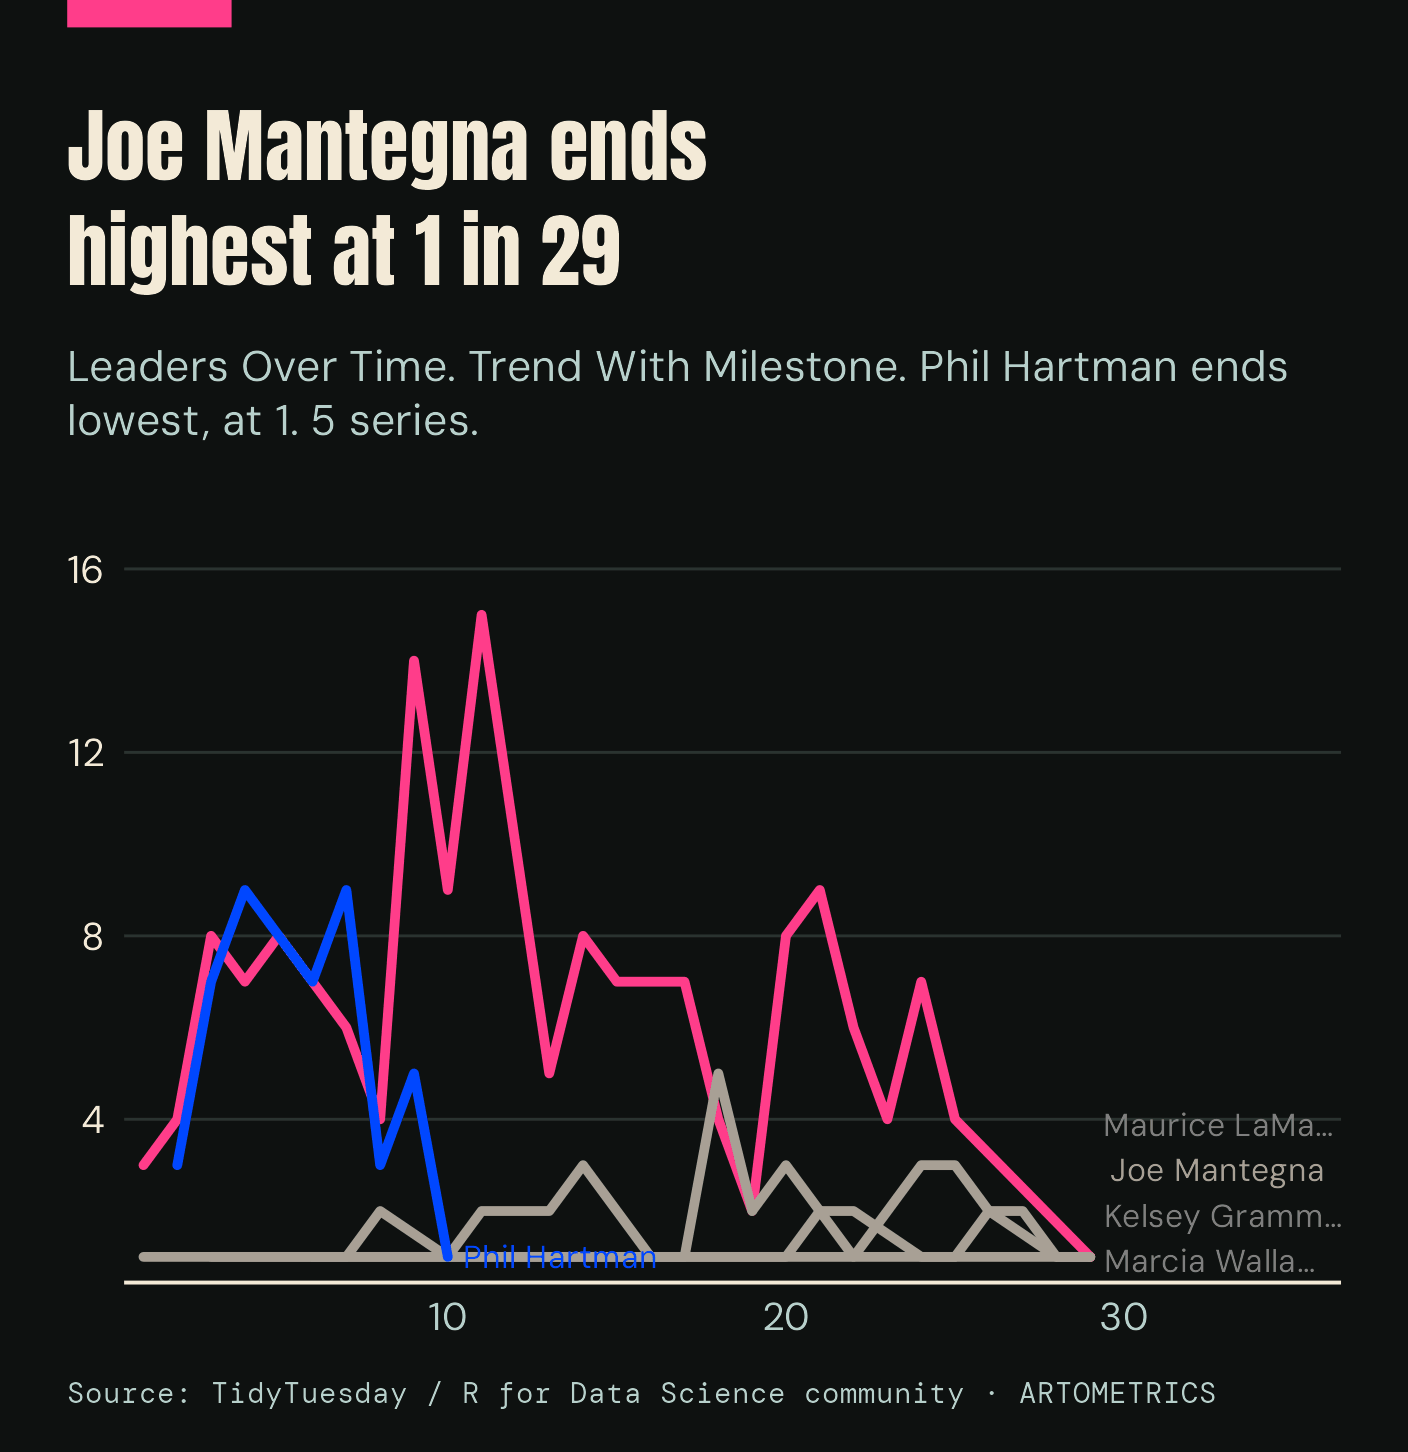 Joe Mantegna ends
highest at 1 in 29
Leaders Over Time. Trend With Milestone. Phil Hartman ends
lowest, at 1. 5 series.
16
12
8
4
Maurice LaMa…
Joe Mantegna
Kelsey Gramm…
Marcia Walla…
Phil Hartman
10 20 30
Source: TidyTuesday / R for Data Science community · ARTOMETRICS